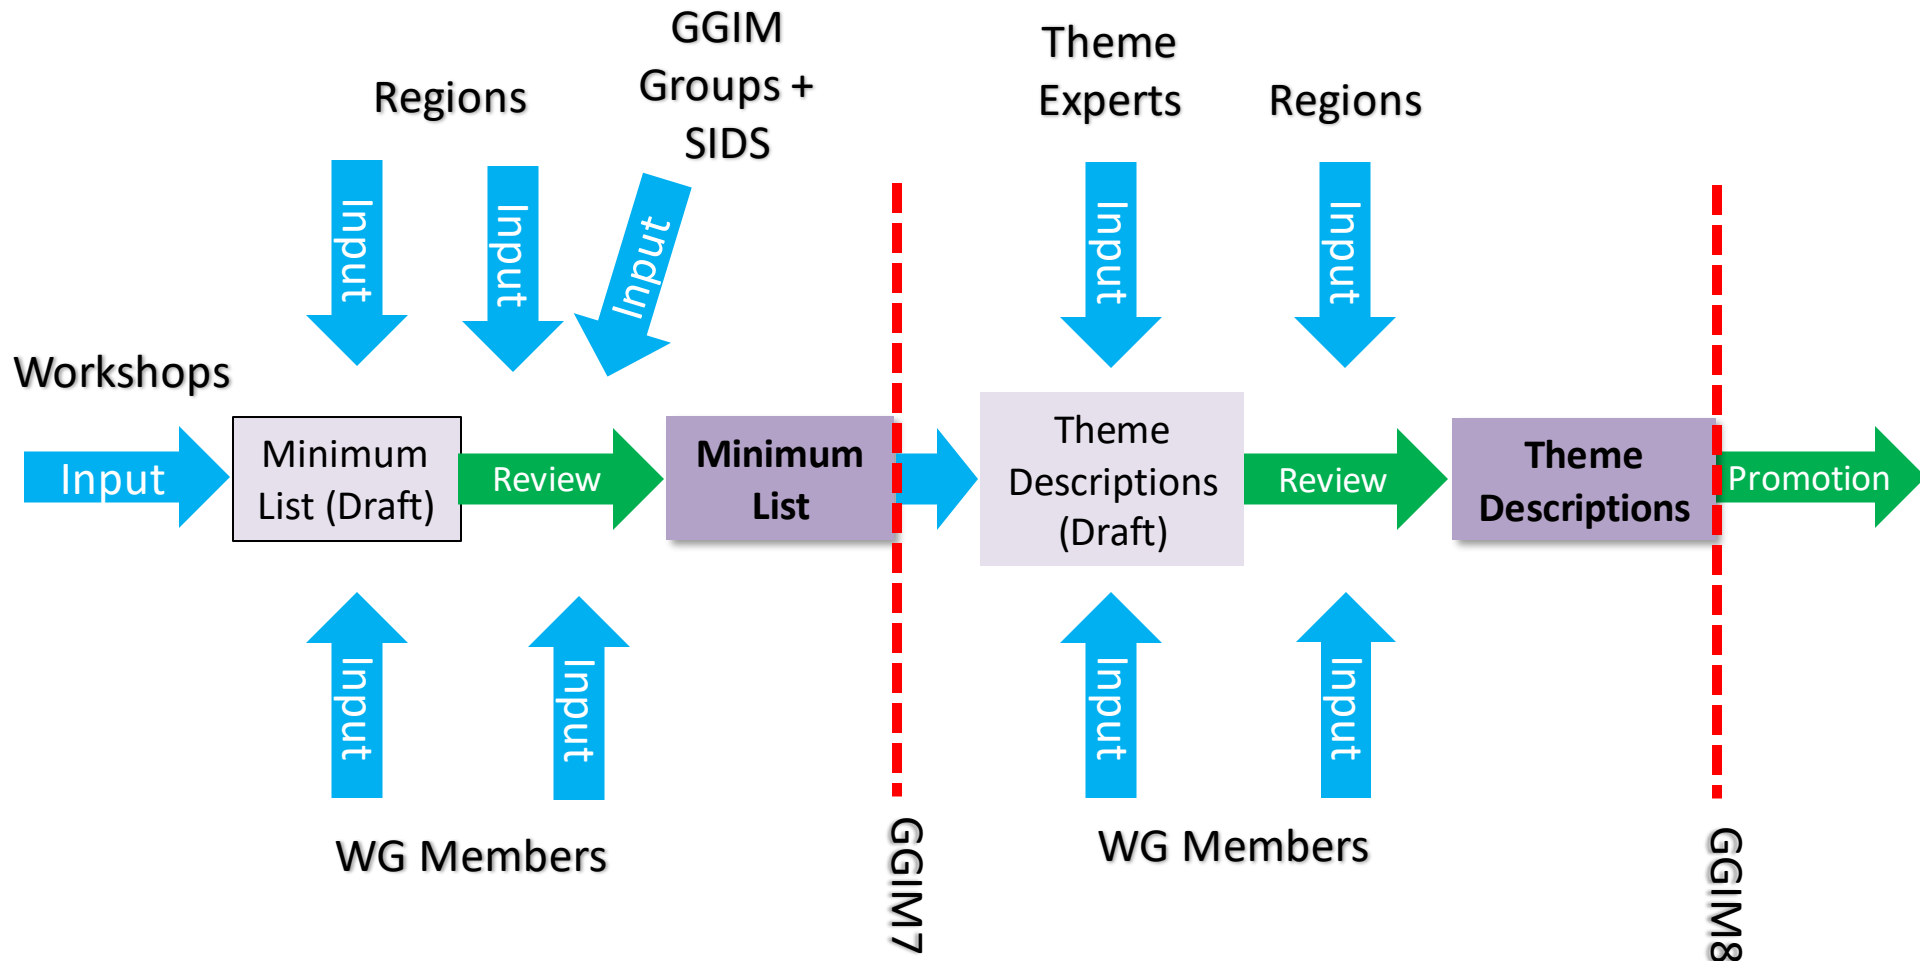 GGIM
Groups +
SIDS
Regions
Theme
Experts
Regions
Input
Input
Input
Input
Input
Workshops
Input
Minimum
List (Draft)
Review
Minimum
List
Theme
Descriptions
(Draft)
Review
Theme
Descriptions
Promotion
Input
Input
Input
Input
WG Members
WG Members
GGIM7
GGIM8